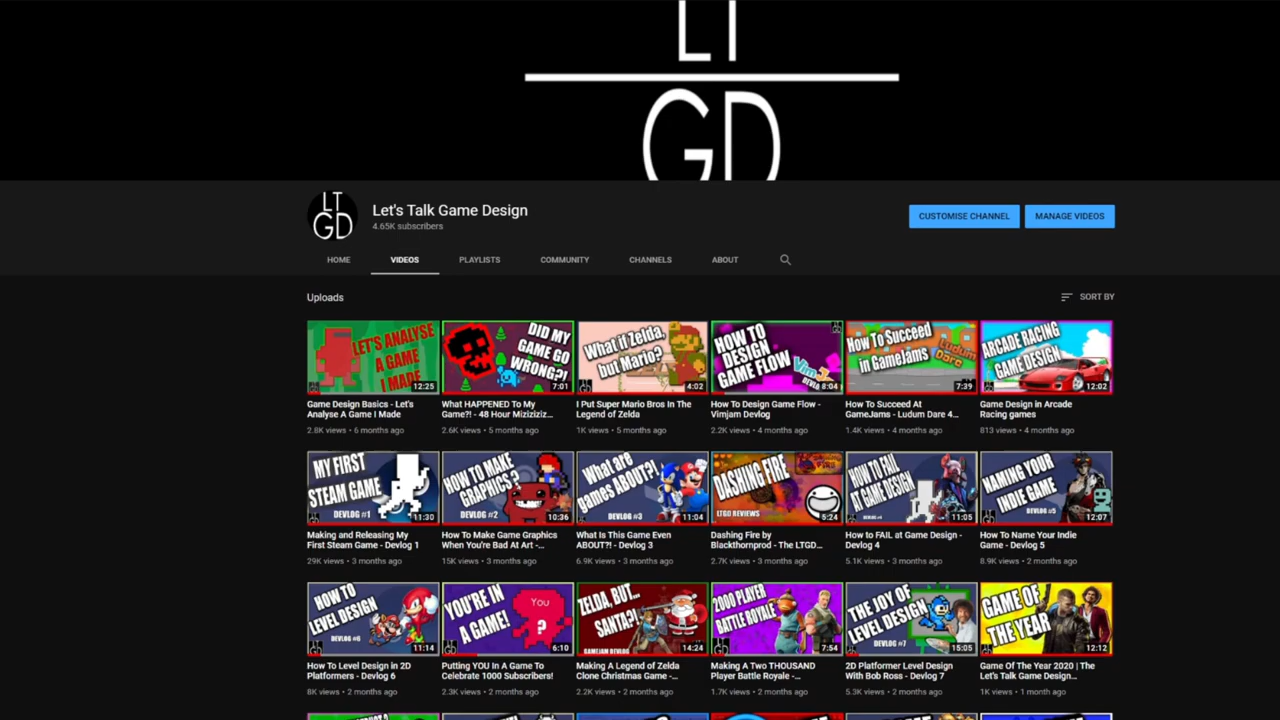 LT
GD
LT
GD
Let's Talk Game Design
4.65K subscribers
CUSTOMISE CHANNEL
MANAGE VIDEOS
HOME
VIDEOS
PLAYLISTS
COMMUNITY
CHANNELS
ABOUT
Uploads
SORT BY
LET'S ANALYSE
A GAME
I MADE
12:25
DID MY
GAME GO
WRONG?!
7:01
What if Zelda,
but Mario?
4:02
HOW TO
DESIGN
GAME FLOW
8:04
How To Succeed
in GameJams
Ludum
Dare
7:39
ARCADE RACING
GAME DESIGN
12:02
Game Design Basics - Let's
Analyse A Game I Made
2.8K views • 6 months ago
What HAPPENED To My
Game?! - 48 Hour Miziziziz...
2.6K views • 5 months ago
I Put Super Mario Bros In The
Legend of Zelda
1K views • 5 months ago
How To Design Game Flow -
Vimjam Devlog
2.2K views • 4 months ago
How To Succeed At
GameJams - Ludum Dare 4...
1.4K views • 4 months ago
Game Design in Arcade
Racing games
813 views • 4 months ago
MY FIRST
STEAM GAME
DEVLOG #1
11:30
HOW TO MAKE
GRAPHICS?
DEVLOG #2
10:36
What are
games ABOUT?!
DEVLOG #3
11:04
DASHING FIRE
LTGD REVIEWS
5:24
HOW TO FAIL
AT GAME DESIGN
11:05
NAMING YOUR
INDIE GAME
DEVLOG #5
12:07
Making and Releasing My
First Steam Game - Devlog 1
29K views • 3 months ago
How To Make Game Graphics
When You're Bad At Art -...
15K views • 3 months ago
What Is This Game Even
ABOUT?! - Devlog 3
6.9K views • 3 months ago
Dashing Fire by
Blackthornprod - The LTGD...
2.7K views • 3 months ago
How to FAIL at Game Design -
Devlog 4
5.1K views • 3 months ago
How To Name Your Indie
Game - Devlog 5
8.9K views • 2 months ago
HOW TO
LEVEL DESIGN
DEVLOG #6
11:14
YOU'RE IN
A GAME!
You
?
6:10
ZELDA, BUT...
SANTA?!
GAMEJAM DEVLOG
14:24
2000 PLAYER
BATTLE ROYALE
7:54
THE JOY OF
LEVEL DESIGN
DEVLOG #7
15:05
GAME OF
THE YEAR
12:12
How To Level Design in 2D
Platformers - Devlog 6
8K views • 2 months ago
Putting YOU In A Game To
Celebrate 1000 Subscribers!
2.3K views • 2 months ago
Making A Legend of Zelda
Clone Christmas Game -...
2.2K views • 2 months ago
Making A Two THOUSAND
Player Battle Royale -...
1.7K views • 2 months ago
2D Platformer Level Design
With Bob Ross - Devlog 7
5.3K views • 2 months ago
Game Of The Year 2020 | The
Let's Talk Game Design...
1K views • 1 month ago